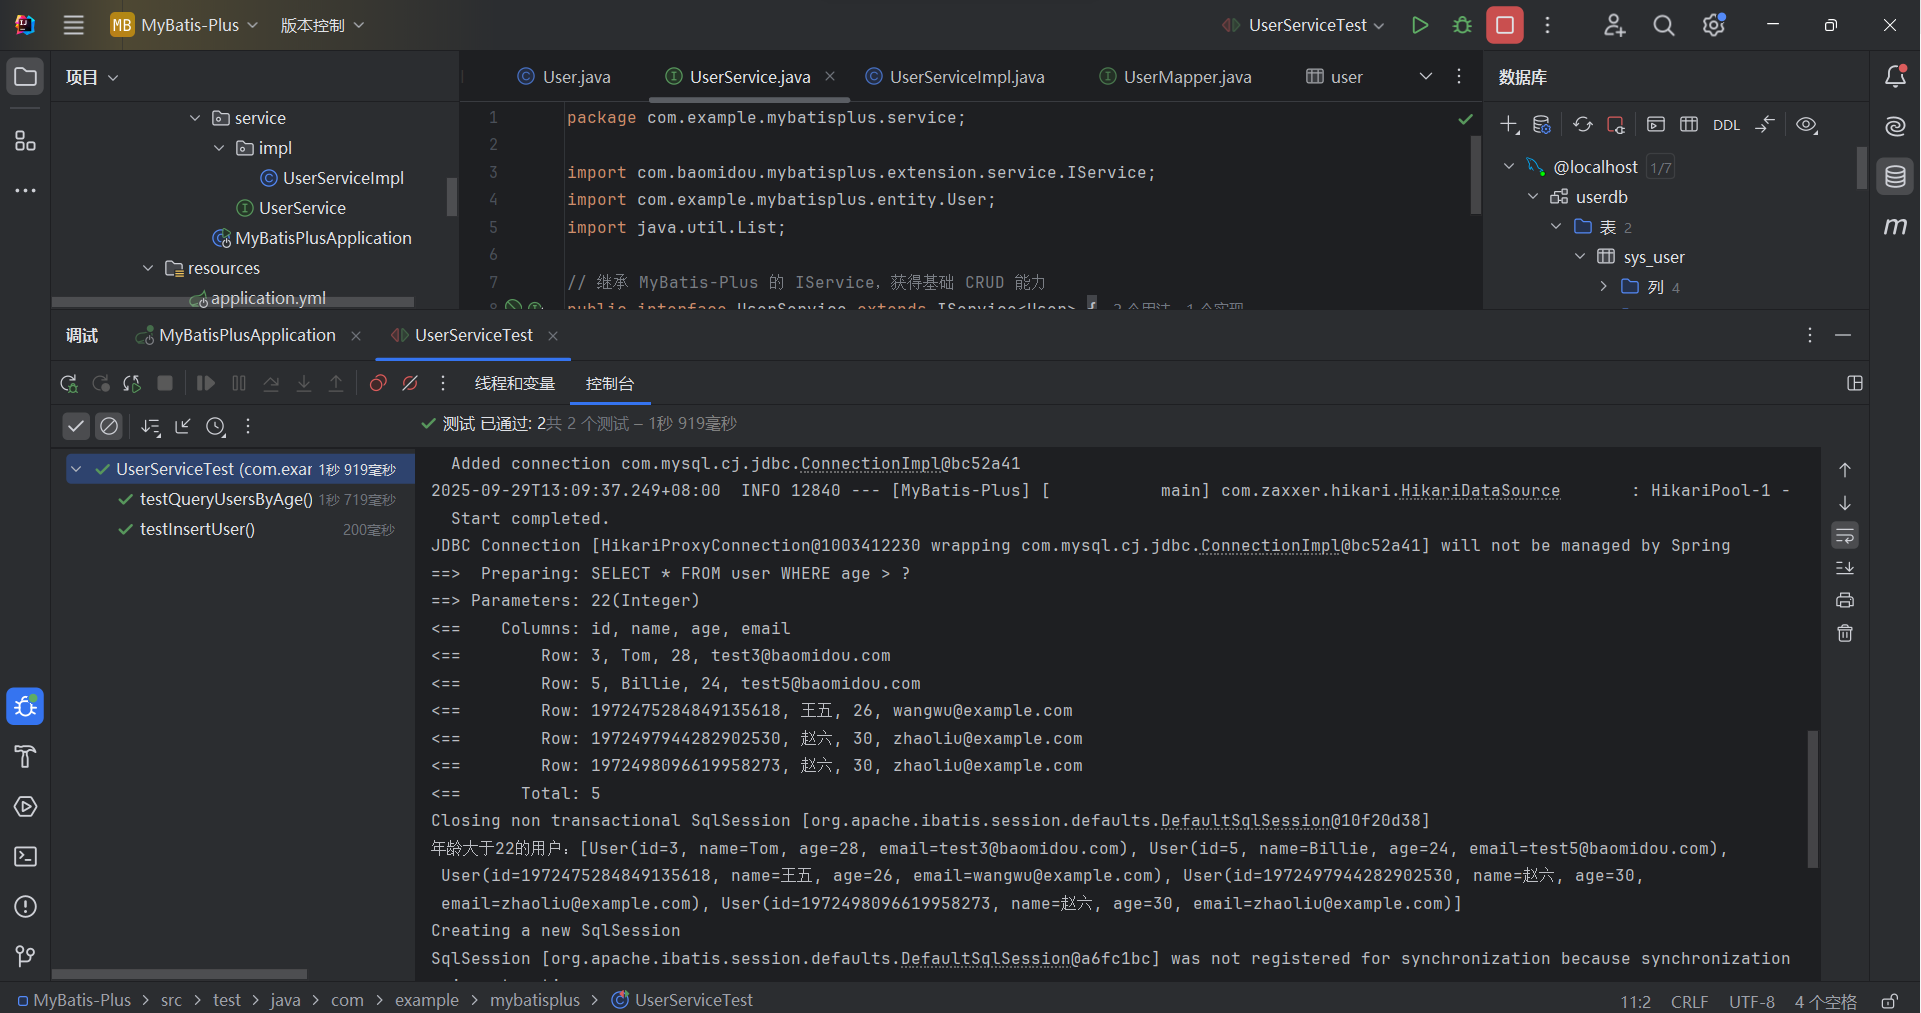 MB MyBatis-Plus 版本控制 UserServiceTest
项目
service
impl
UserServiceImpl
UserService
MyBatisPlusApplication
resources
application.yml
User.java UserService.java UserServiceImpl.java UserMapper.java user
1 package com.example.mybatisplus.service;
2
3 import com.baomidou.mybatisplus.extension.service.IService;
4 import com.example.mybatisplus.entity.User;
5 import java.util.List;
6
7 // 继承 MyBatis-Plus 的 IService，获得基础 CRUD 能力
8 public interface UserService extends IService<User> { 2 个用法 1 个实现
数据库
DDL
@localhost 1/7
userdb
表 2
sys_user
列 4
调试 MyBatisPlusApplication UserServiceTest
线程和变量 控制台
测试 已通过: 2共 2 个测试 – 1秒 919毫秒
UserServiceTest (com.exar 1秒 919毫秒
testQueryUsersByAge() 1秒 719毫秒
testInsertUser() 200毫秒
Added connection com.mysql.cj.jdbc.ConnectionImpl@bc52a41
2025-09-29T13:09:37.249+08:00  INFO 12840 --- [MyBatis-Plus] [           main] com.zaxxer.hikari.HikariDataSource       : HikariPool-1 -
Start completed.
JDBC Connection [HikariProxyConnection@1003412230 wrapping com.mysql.cj.jdbc.ConnectionImpl@bc52a41] will not be managed by Spring
==>  Preparing: SELECT * FROM user WHERE age > ?
==> Parameters: 22(Integer)
<==    Columns: id, name, age, email
<==        Row: 3, Tom, 28, test3@baomidou.com
<==        Row: 5, Billie, 24, test5@baomidou.com
<==        Row: 1972475284849135618, 王五, 26, wangwu@example.com
<==        Row: 1972497944282902530, 赵六, 30, zhaoliu@example.com
<==        Row: 1972498096619958273, 赵六, 30, zhaoliu@example.com
<==      Total: 5
Closing non transactional SqlSession [org.apache.ibatis.session.defaults.DefaultSqlSession@10f20d38]
年龄大于22的用户：[User(id=3, name=Tom, age=28, email=test3@baomidou.com), User(id=5, name=Billie, age=24, email=test5@baomidou.com),
User(id=1972475284849135618, name=王五, age=26, email=wangwu@example.com), User(id=1972497944282902530, name=赵六, age=30,
email=zhaoliu@example.com), User(id=1972498096619958273, name=赵六, age=30, email=zhaoliu@example.com)]
Creating a new SqlSession
SqlSession [org.apache.ibatis.session.defaults.DefaultSqlSession@a6fc1bc] was not registered for synchronization because synchronization
MyBatis-Plus > src > test > java > com > example > mybatisplus > UserServiceTest
11:2 CRLF UTF-8 4 个空格